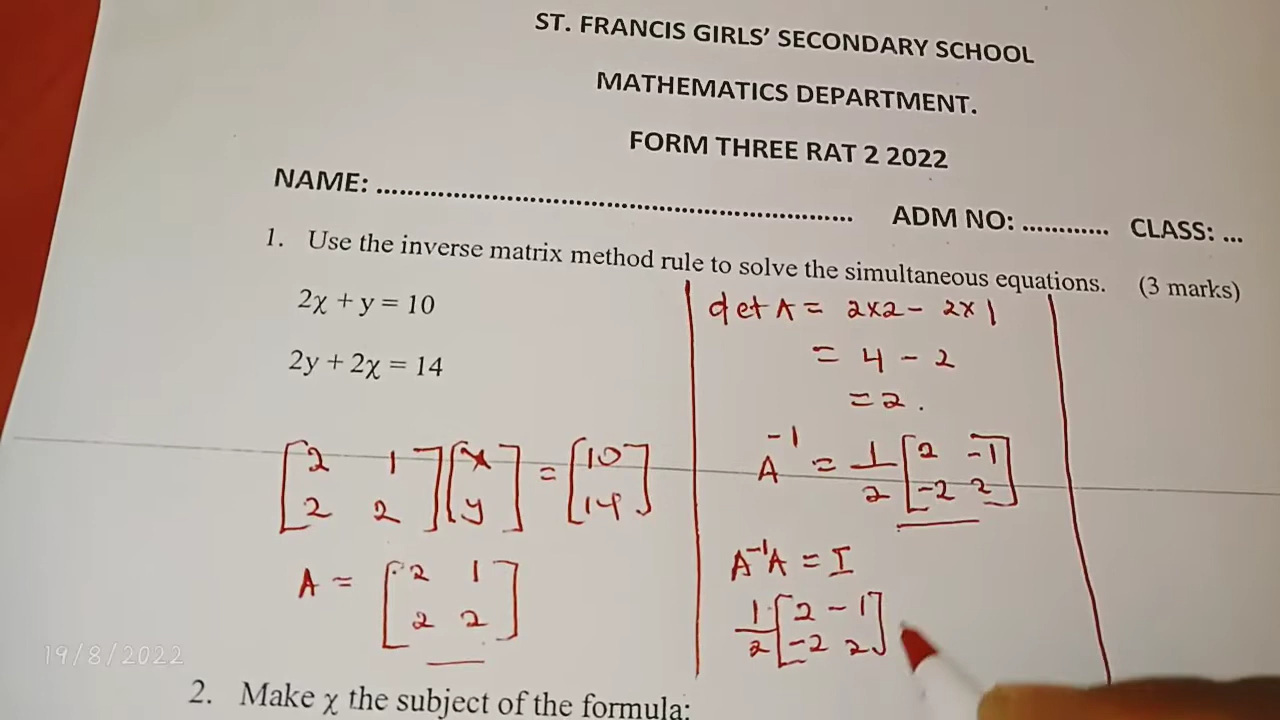 ST. FRANCIS GIRLS' SECONDARY SCHOOL
MATHEMATICS DEPARTMENT.
FORM THREE RAT 2 2022
NAME: ............................................................... ADM NO: ............ CLASS: ...
1. Use the inverse matrix method rule to solve the simultaneous equations. (3 marks)
2χ + y = 10
2y + 2χ = 14
[2 1] [x] = [10]
[2 2] [y] [14]
A = [2 1]
[2 2]
det A = 2x2 - 2x1
= 4 - 2
= 2.
A⁻¹ = 1/2 [2 -1]
[-2 2]
A⁻¹A = I
1/2 [2 -1]
[-2 2]
19/8/2022
2. Make χ the subject of the formula: